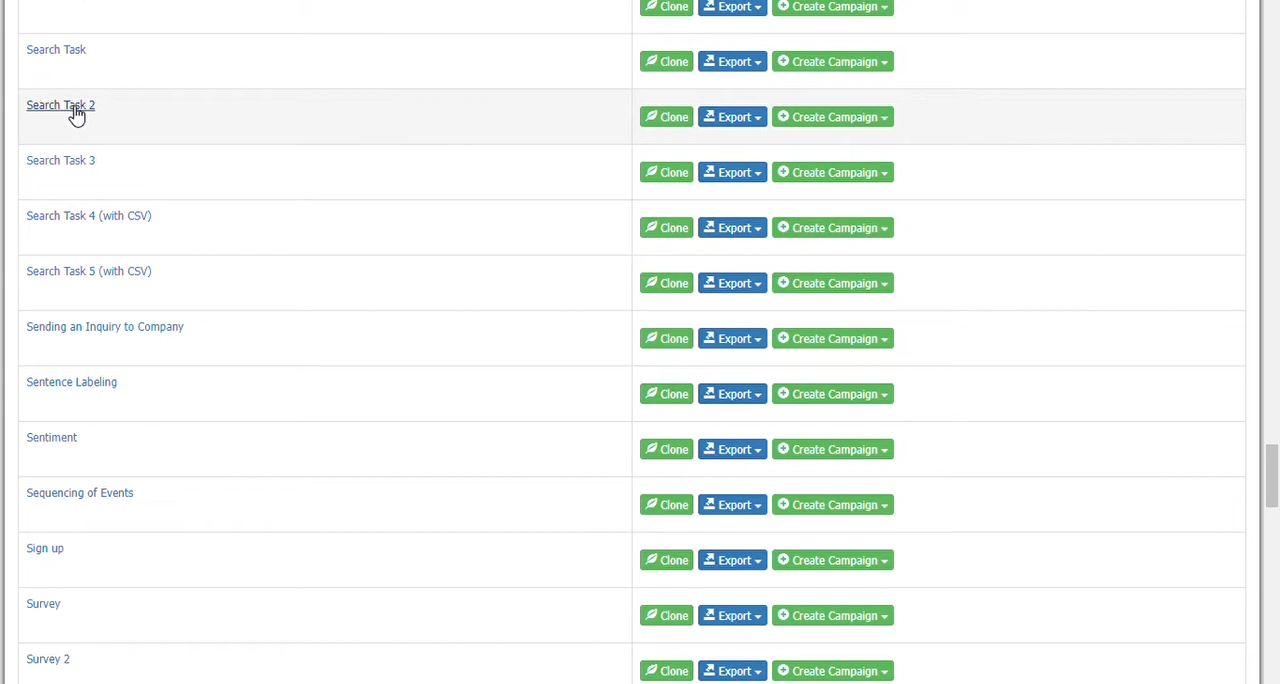 Clone Export Create Campaign
Search Task Clone Export Create Campaign
Search Task 2 Clone Export Create Campaign
Search Task 3 Clone Export Create Campaign
Search Task 4 (with CSV) Clone Export Create Campaign
Search Task 5 (with CSV) Clone Export Create Campaign
Sending an Inquiry to Company Clone Export Create Campaign
Sentence Labeling Clone Export Create Campaign
Sentiment Clone Export Create Campaign
Sequencing of Events Clone Export Create Campaign
Sign up Clone Export Create Campaign
Survey Clone Export Create Campaign
Survey 2 Clone Export Create Campaign